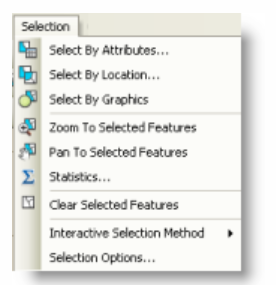 Selection
Select By Attributes...
Select By Location...
Select By Graphics
Zoom To Selected Features
Pan To Selected Features
Σ Statistics...
Clear Selected Features
Interactive Selection Method
Selection Options...